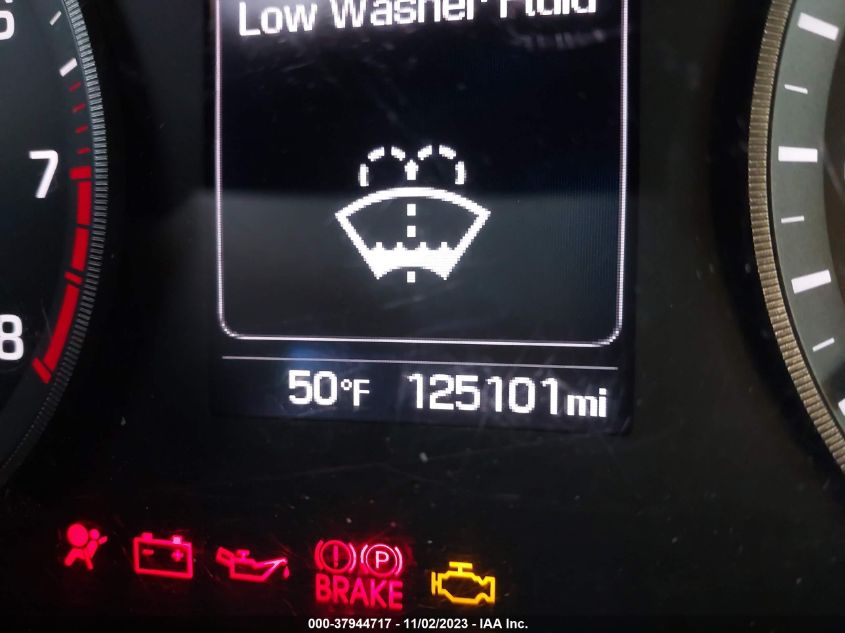 Low Washer Fluid
7
8
50°F 125101mi
(!) (P)
BRAKE
000-37944717 - 11/02/2023 - IAA Inc.